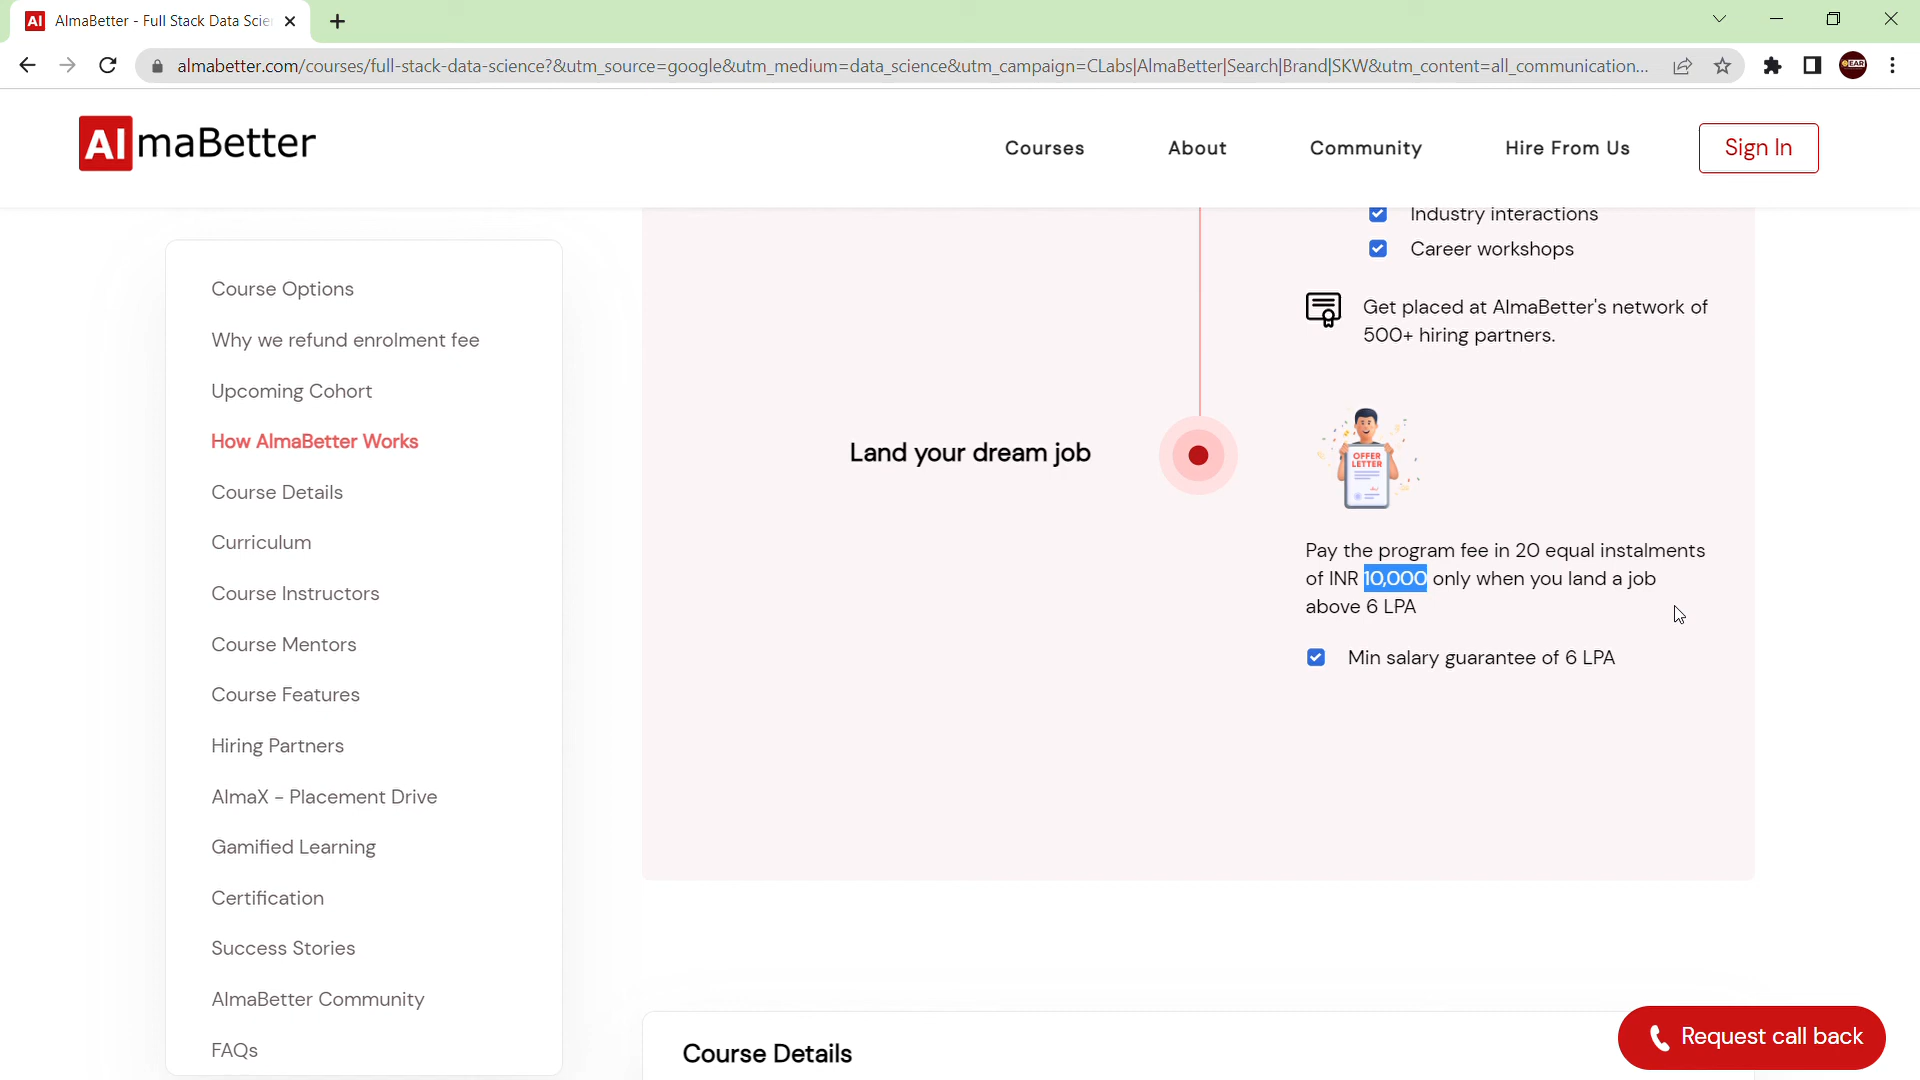 AI AlmaBetter - Full Stack Data Scie
almabetter.com/courses/full-stack-data-science?&utm_source=google&utm_medium=data_science&utm_campaign=CLabs|AlmaBetter|Search|Brand|SKW&utm_content=all_communication...
AlmaBetter
Courses
About
Community
Hire From Us
Sign In
Course Options
Why we refund enrolment fee
Upcoming Cohort
How AlmaBetter Works
Course Details
Curriculum
Course Instructors
Course Mentors
Course Features
Hiring Partners
AlmaX - Placement Drive
Gamified Learning
Certification
Success Stories
AlmaBetter Community
FAQs
Industry interactions
Career workshops
Get placed at AlmaBetter's network of
500+ hiring partners.
Land your dream job
OFFER
LETTER
Pay the program fee in 20 equal instalments
of INR 10,000 only when you land a job
above 6 LPA
Min salary guarantee of 6 LPA
Course Details
Request call back